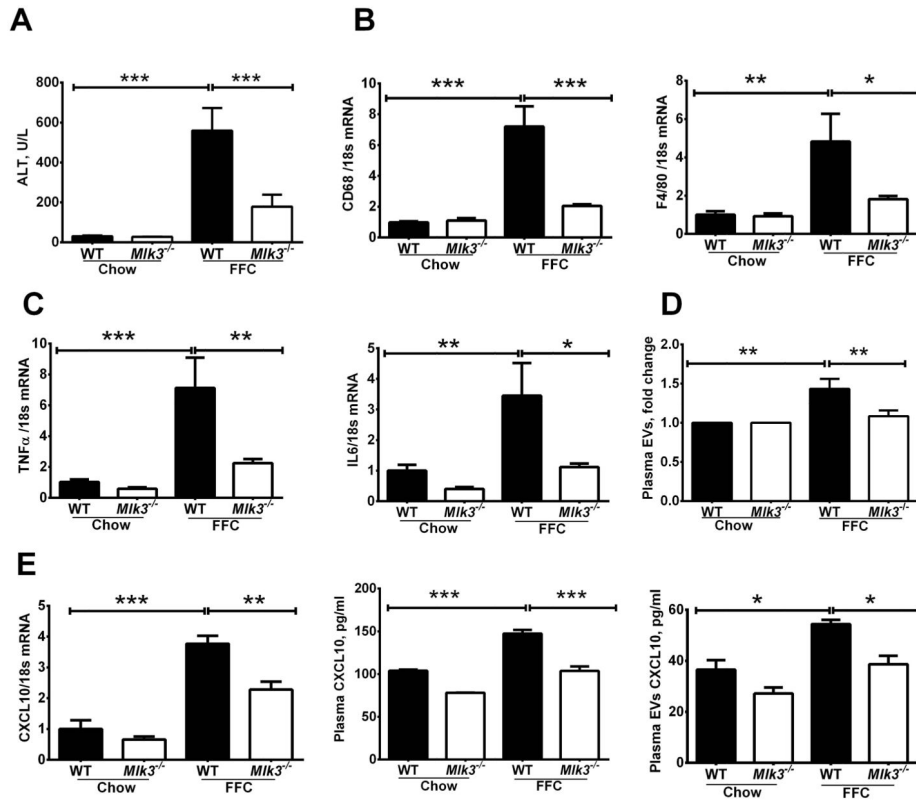 A
ALT, U/L
800
600
400
200
0
*** ***
WT Mlk3-/- WT Mlk3-/-
Chow FFC
B
CD68 /18s mRNA
8
6
4
2
0
*** ***
WT Mlk3-/- WT Mlk3-/-
Chow FFC
F4/80 /18s mRNA
8
6
4
2
0
** *
WT Mlk3-/- WT Mlk3-/-
Chow FFC
C
TNFα /18s mRNA
10
8
6
4
2
0
*** **
WT Mlk3-/- WT Mlk3-/-
Chow FFC
IL6/18s mRNA
5
4
3
2
1
0
** *
WT Mlk3-/- WT Mlk3-/-
Chow FFC
D
Plasma EVs, fold change
2.0
1.5
1.0
0.5
0.0
** **
WT Mlk3-/- WT Mlk3-/-
Chow FFC
E
CXCL10/18s mRNA
5
4
3
2
1
0
*** **
WT Mlk3-/- WT Mlk3-/-
Chow FFC
Plasma CXCL10, pg/ml
200
150
100
50
0
*** ***
WT Mlk3-/- WT Mlk3-/-
Chow FFC
Plasma EVs CXCL10, pg/ml
60
40
20
0
* *
WT Mlk3-/- WT Mlk3-/-
Chow FFC